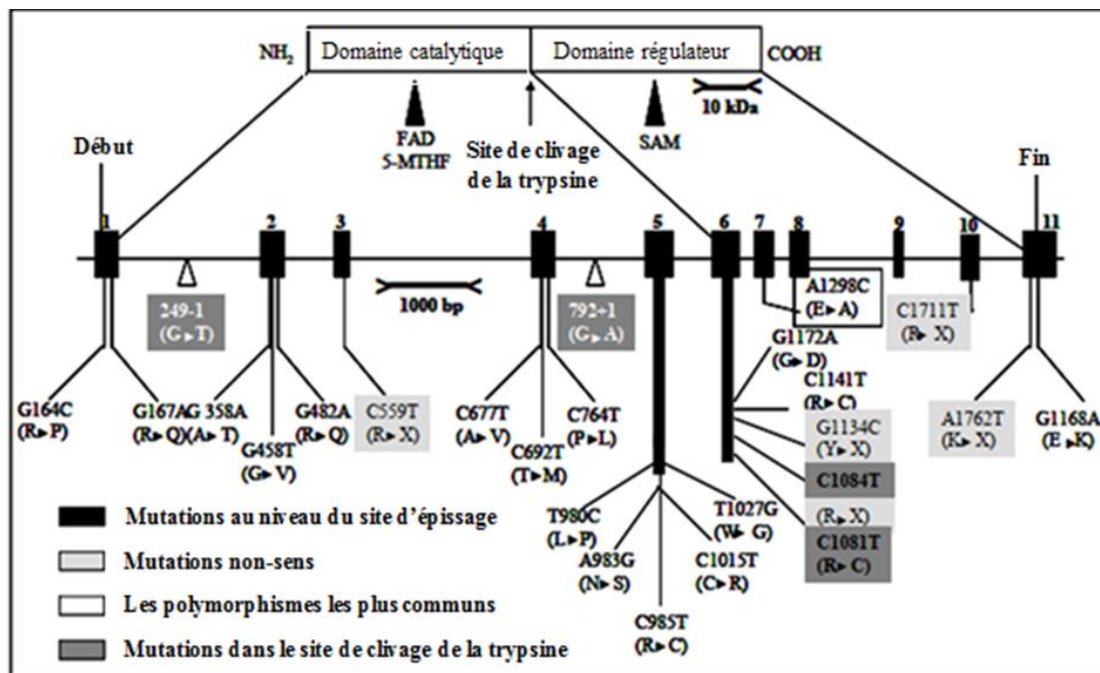 NH2
Domaine catalytique
Domaine régulateur
COOH
10 kDa
FAD
5-MTHF
Site de clivage
de la trypsine
SAM
Début
Fin
1
2
3
4
5
6
7
8
9
10
11
1000 bp
249-1
(G►T)
792+1
(G►A)
A1298C
(E►A)
C1711T
(R►X)
G1172A
(G►D)
C1141T
(R►C)
G1134C
(Y►X)
C1084T
(R►X)
C1081T
(R►C)
G164C
(R►P)
G167A
(R►Q)
G 358A
(A►T)
G458T
(G►V)
G482A
(R►Q)
C559T
(R►X)
C677T
(A►V)
C692T
(T►M)
C764T
(P►L)
T980C
(L►P)
A983G
(N►S)
C985T
(R►C)
C1015T
(C►R)
T1027G
(W►G)
A1762T
(K►X)
G1168A
(E►K)
Mutations au niveau du site d'épissage
Mutations non-sens
Les polymorphismes les plus communs
Mutations dans le site de clivage de la trypsine